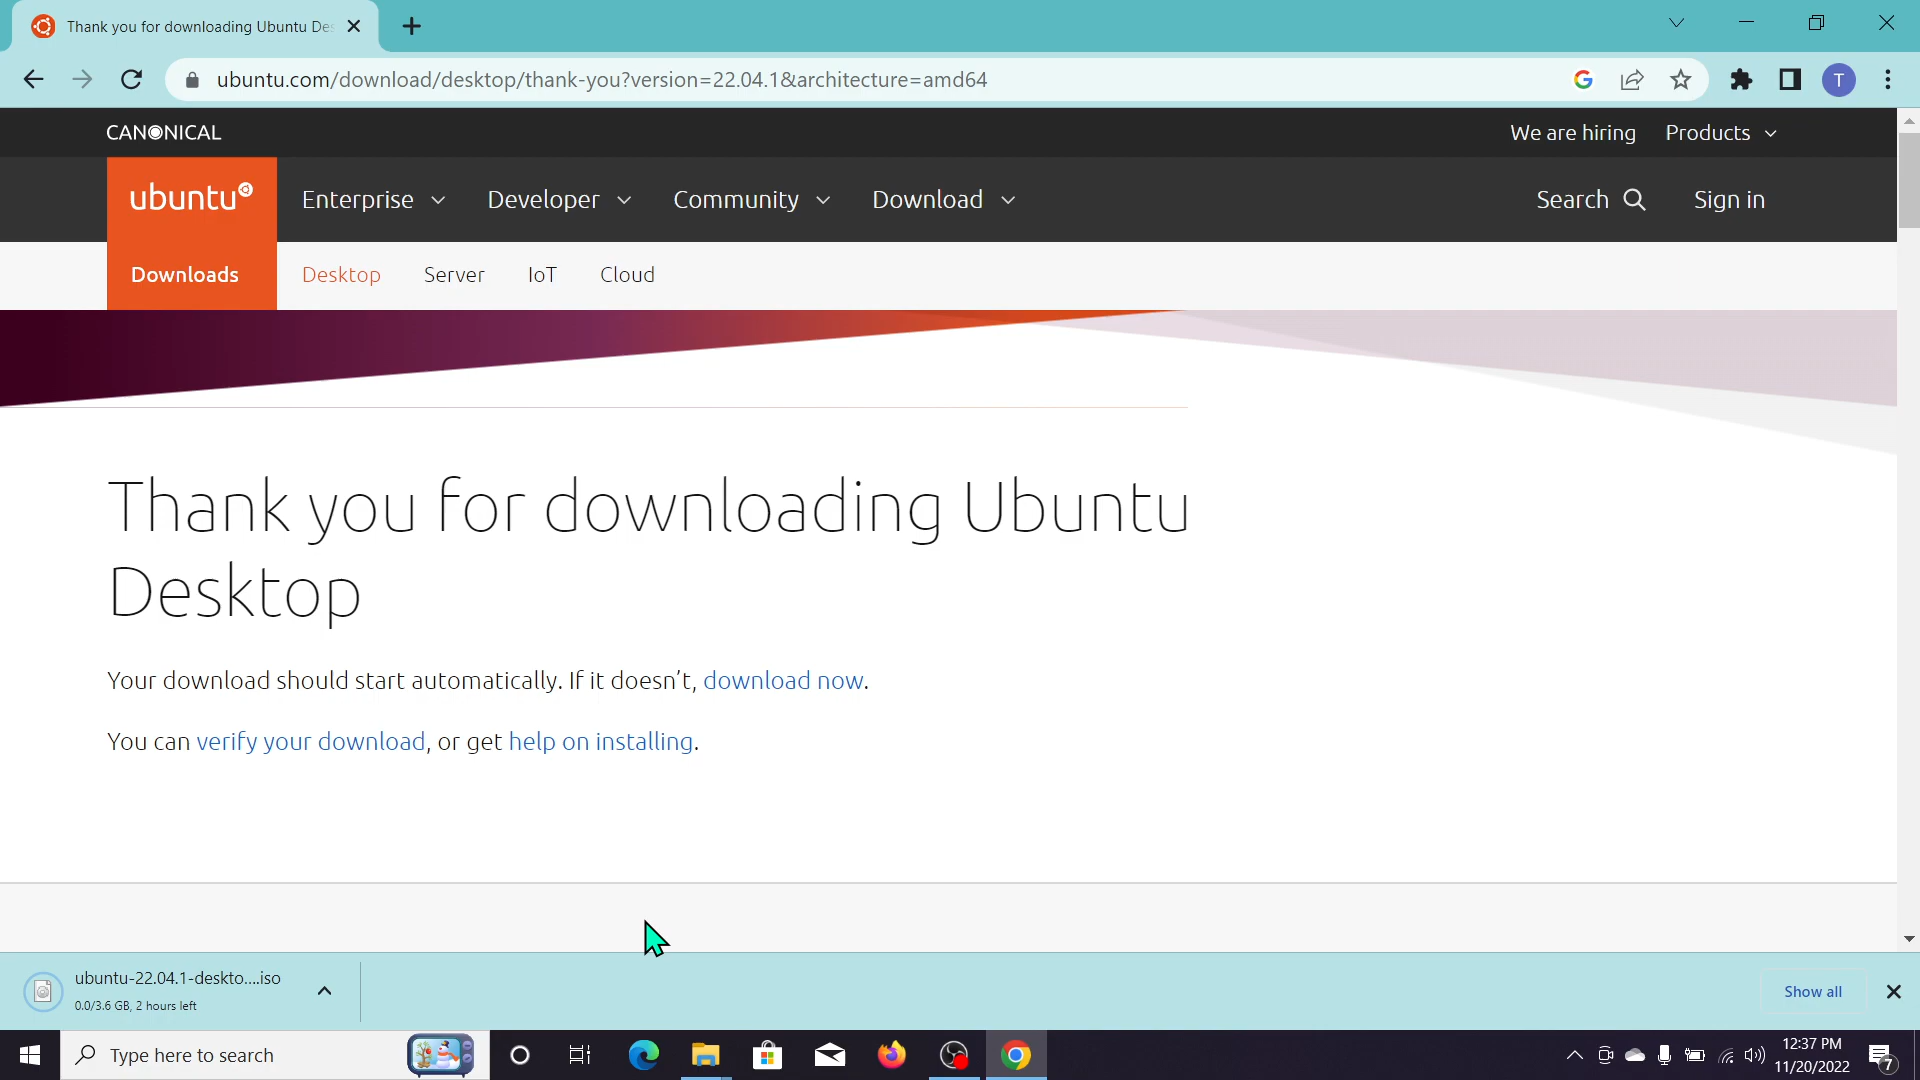 Thank you for downloading Ubuntu Des
ubuntu.com/download/desktop/thank-you?version=22.04.1&architecture=amd64
T
CANONICAL
We are hiring
Products
ubuntu
Enterprise
Developer
Community
Download
Search
Sign in
Downloads
Desktop
Server
IoT
Cloud
Thank you for downloading Ubuntu
Desktop
Your download should start automatically. If it doesn’t, download now.
You can verify your download, or get help on installing.
ubuntu-22.04.1-deskto....iso
0.0/3.6 GB, 2 hours left
Show all
Type here to search
12:37 PM
11/20/2022
7